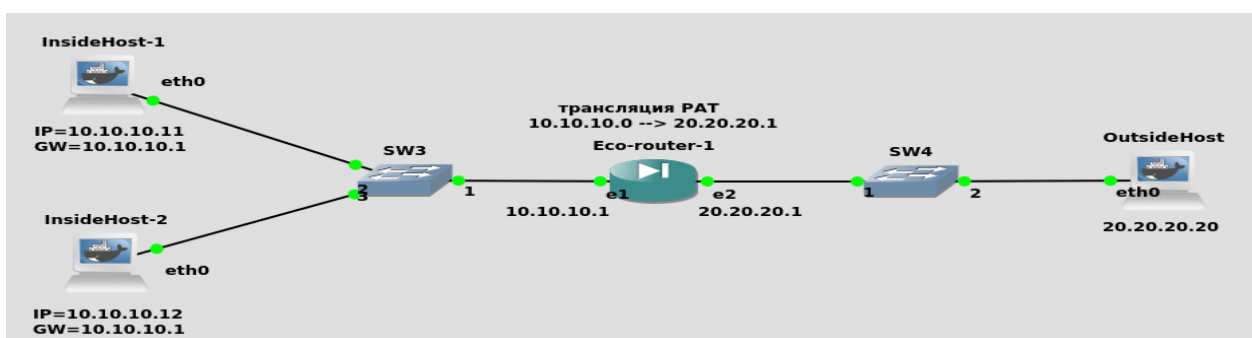 InsideHost-1
eth0
IP=10.10.10.11
GW=10.10.10.1
InsideHost-2
eth0
IP=10.10.10.12
GW=10.10.10.1
SW3
2
3
1
трансляция PAT
10.10.10.0 --> 20.20.20.1
Eco-router-1
e1
e2
10.10.10.1
20.20.20.1
SW4
1
2
OutsideHost
eth0
20.20.20.20